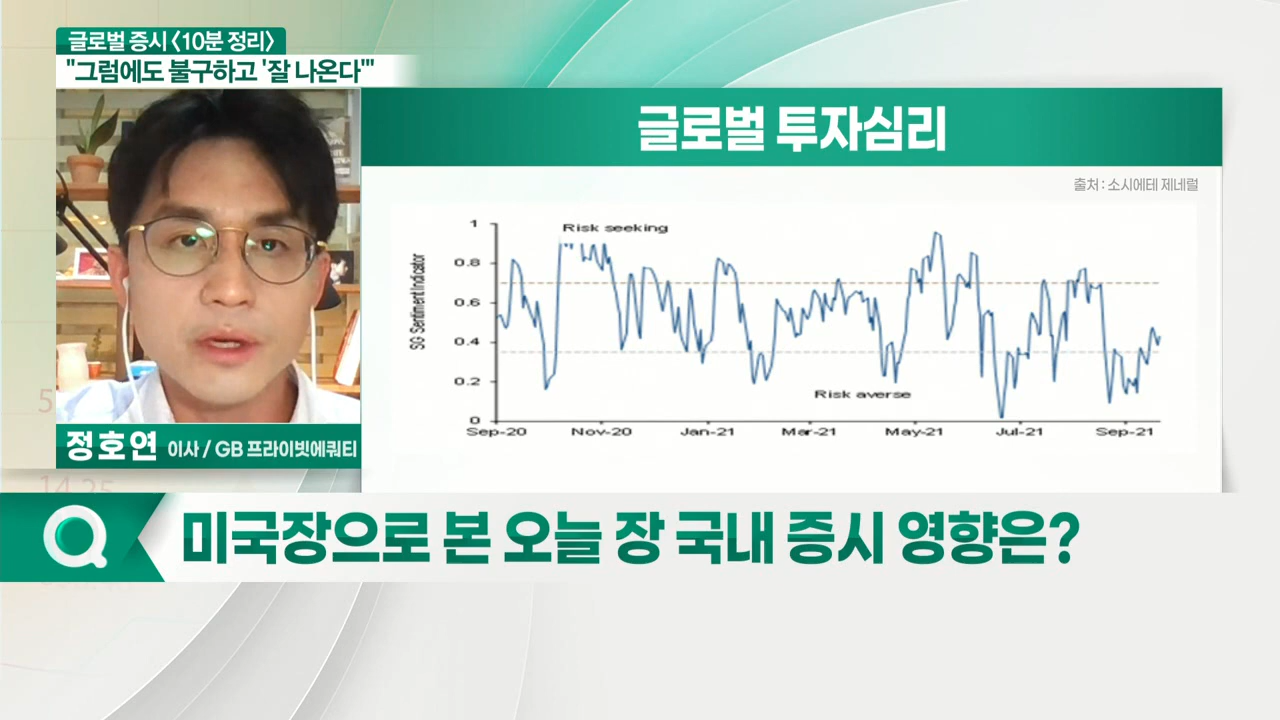 글로벌 증시 <10분 정리>
"그럼에도 불구하고 '잘 나온다'"
글로벌 투자심리
출처 : 소시에테 제네럴
SG Sentiment Indicator
1
0.8
0.6
0.4
0.2
0
Risk seeking
Risk averse
Sep-20 Nov-20 Jan-21 Mar-21 May-21 Jul-21 Sep-21
정호연 이사 / GB 프라이빗에쿼티
미국장으로 본 오늘 장 국내 증시 영향은?